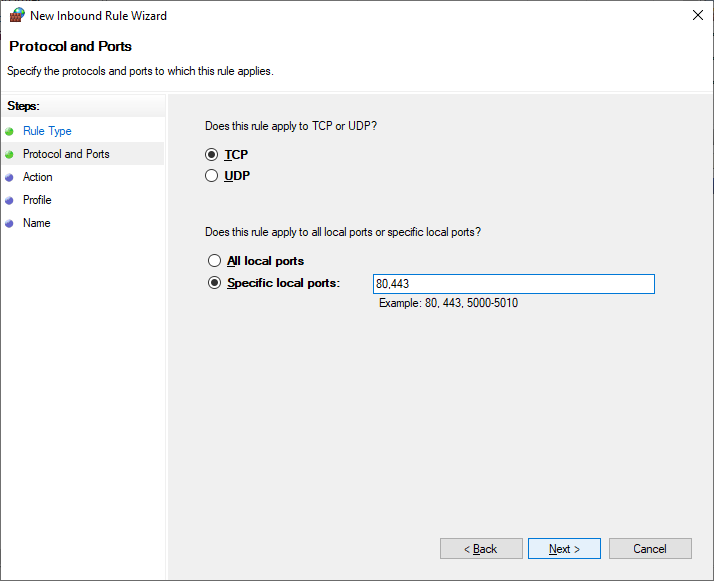 New Inbound Rule Wizard
Protocol and Ports
Specify the protocols and ports to which this rule applies.
Steps:
Rule Type
Protocol and Ports
Action
Profile
Name
Does this rule apply to TCP or UDP?
TCP
UDP
Does this rule apply to all local ports or specific local ports?
All local ports
Specific local ports: 80,443
Example: 80, 443, 5000-5010
< Back Next > Cancel